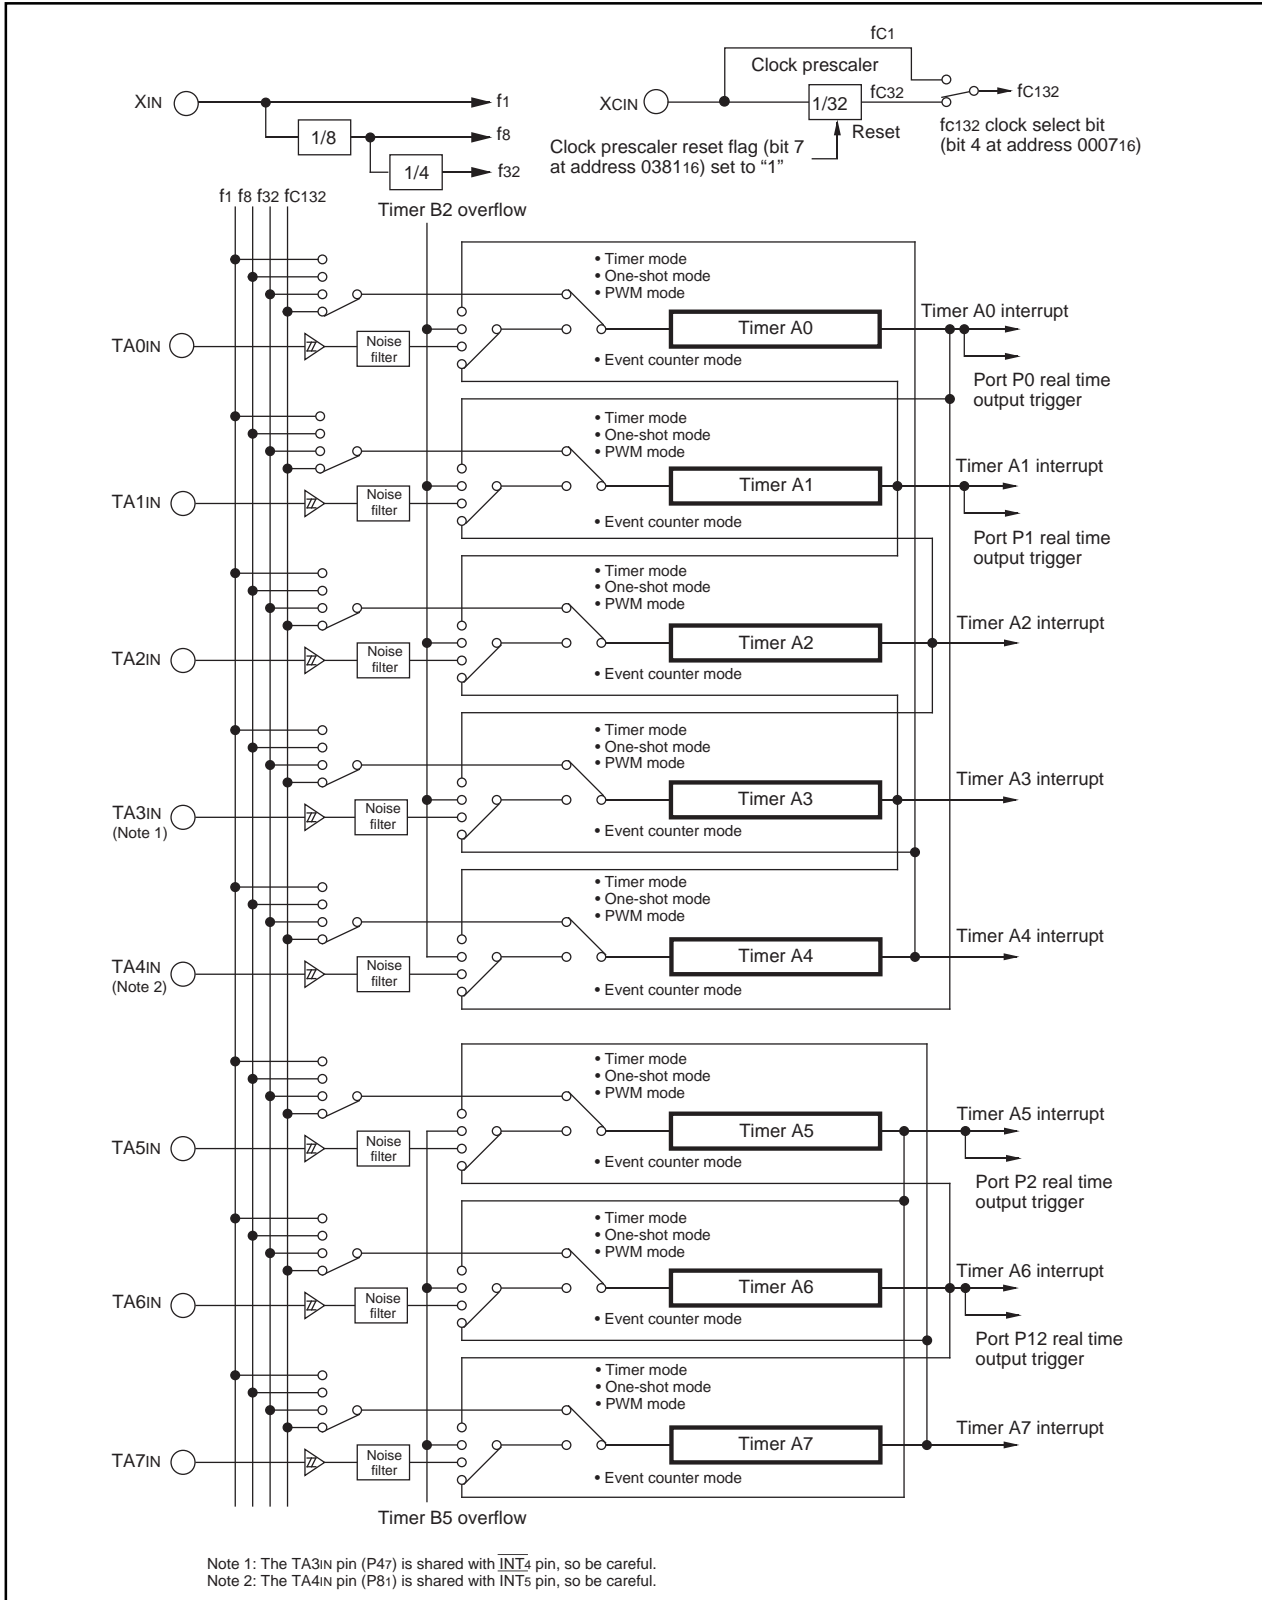 fC1
Clock prescaler
XIN
f1
XCIN
1/32
fC32
fC132
1/8
f8
Reset
fC132 clock select bit
(bit 4 at address 000716)
Clock prescaler reset flag (bit 7
at address 038116) set to “1”
1/4
f32
f1 f8 f32 fC132
Timer B2 overflow
• Timer mode
• One-shot mode
• PWM mode
TA0IN
Noise
filter
Timer A0
• Event counter mode
Timer A0 interrupt
Port P0 real time
output trigger
• Timer mode
• One-shot mode
• PWM mode
TA1IN
Noise
filter
Timer A1
• Event counter mode
Timer A1 interrupt
Port P1 real time
output trigger
• Timer mode
• One-shot mode
• PWM mode
TA2IN
Noise
filter
Timer A2
• Event counter mode
Timer A2 interrupt
• Timer mode
• One-shot mode
• PWM mode
TA3IN
(Note 1)
Noise
filter
Timer A3
• Event counter mode
Timer A3 interrupt
• Timer mode
• One-shot mode
• PWM mode
TA4IN
(Note 2)
Noise
filter
Timer A4
• Event counter mode
Timer A4 interrupt
• Timer mode
• One-shot mode
• PWM mode
TA5IN
Noise
filter
Timer A5
• Event counter mode
Timer A5 interrupt
Port P2 real time
output trigger
• Timer mode
• One-shot mode
• PWM mode
TA6IN
Noise
filter
Timer A6
• Event counter mode
Timer A6 interrupt
Port P12 real time
output trigger
• Timer mode
• One-shot mode
• PWM mode
TA7IN
Noise
filter
Timer A7
• Event counter mode
Timer A7 interrupt
Timer B5 overflow
Note 1: The TA3IN pin (P47) is shared with INT4 pin, so be careful.
Note 2: The TA4IN pin (P81) is shared with INT5 pin, so be careful.